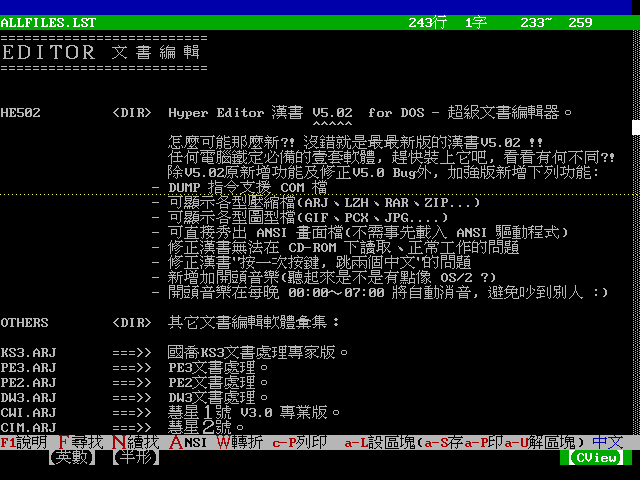 ALLFILES.LST 243行 1字 233~ 259
==========================
EDITOR 文書編輯
==========================
HE502 <DIR> Hyper Editor 漢書 V5.02 for DOS - 超級文書編輯器。
^^^^^
怎麼可能那麼新?! 沒錯就是最最新版的漢書V5.02 !!
任何電腦鐵定必備的壹套軟體, 趕快裝上它吧, 看看有何不同?!
除V5.02原新增功能及修正V5.0 Bug外, 加強版新增下列功能:
- DUMP 指令支援 COM 檔
- 可顯示各型壓縮檔(ARJ、LZH、RAR、ZIP...)
- 可顯示各型圖型檔(GIF、PCX、JPG....)
- 可直接秀出 ANSI 畫面檔(不需事先載入 ANSI 驅動程式)
- 修正漢書無法在 CD-ROM 下讀取、正常工作的問題
- 修正漢書"按一次按鍵, 跳兩個中文"的問題
- 新增加開頭音樂(聽起來是不是有點像 OS/2 ?)
- 開頭音樂在每晚 00:00～07:00 將自動消音, 避免吵到別人 :)
OTHERS <DIR> 其它文書編輯軟體彙集：
KS3.ARJ ===>> 國喬KS3文書處理專家版。
PE3.ARJ ===>> PE3文書處理。
PE2.ARJ ===>> PE2文書處理。
DW3.ARJ ===>> DW3文書處理。
CWI.ARJ ===>> 慧星1號 V3.0 專業版。
CIM.ARJ ===>> 慧星2號。
F1說明 F尋找 N續找 ANSI W轉折 c-P列印 a-L設區塊(a-S存a-P印a-U解區塊) 中文
【英數】【半形】 【CView】